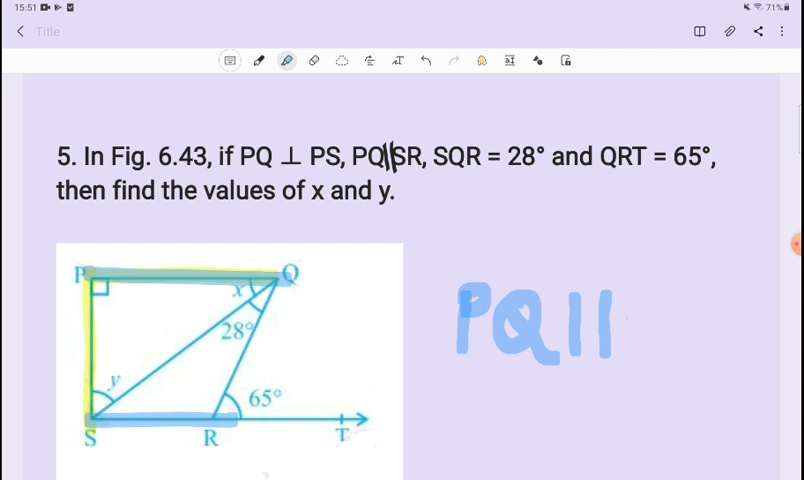 15:51
71%
Title
5. In Fig. 6.43, if PQ ⊥ PS, PQ||SR, SQR = 28° and QRT = 65°,
then find the values of x and y.
P Q
x
28°
PQ||
y
65°
S R T